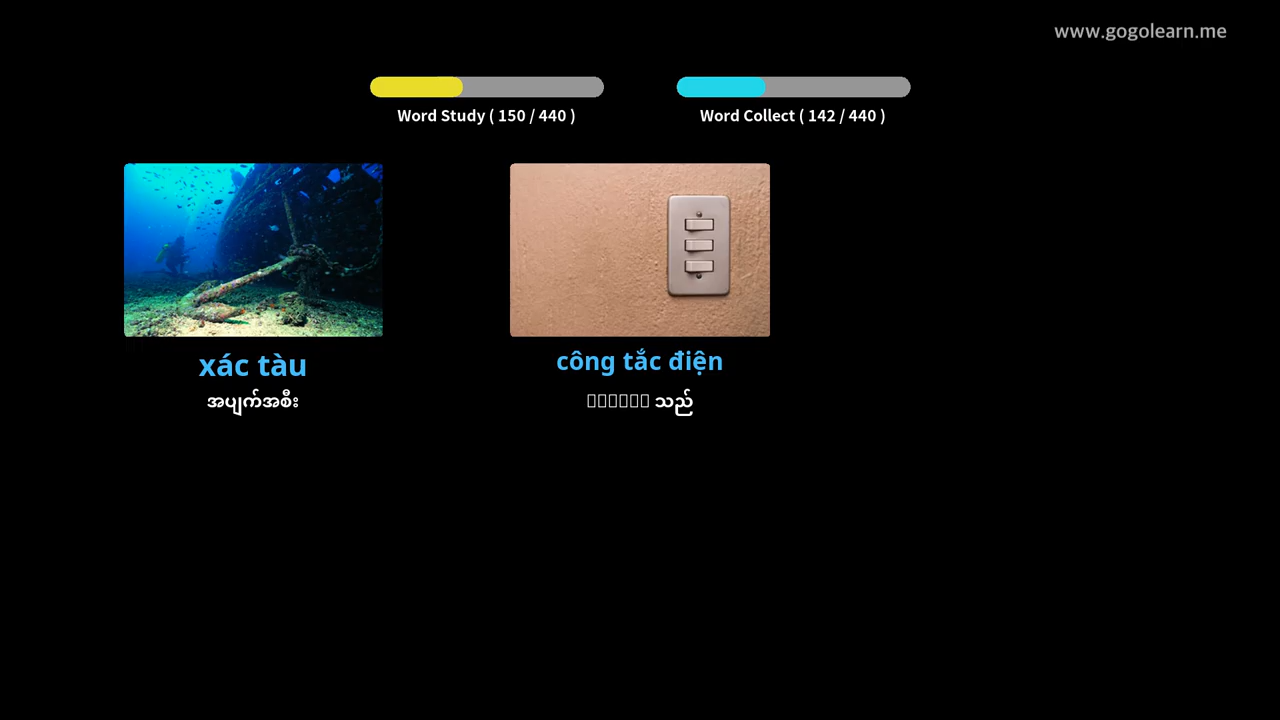 www.gogolearn.me
Word Study ( 150 / 440 )
Word Collect ( 142 / 440 )
xác tàu
အပျက်အစီး
công tắc điện
သည်